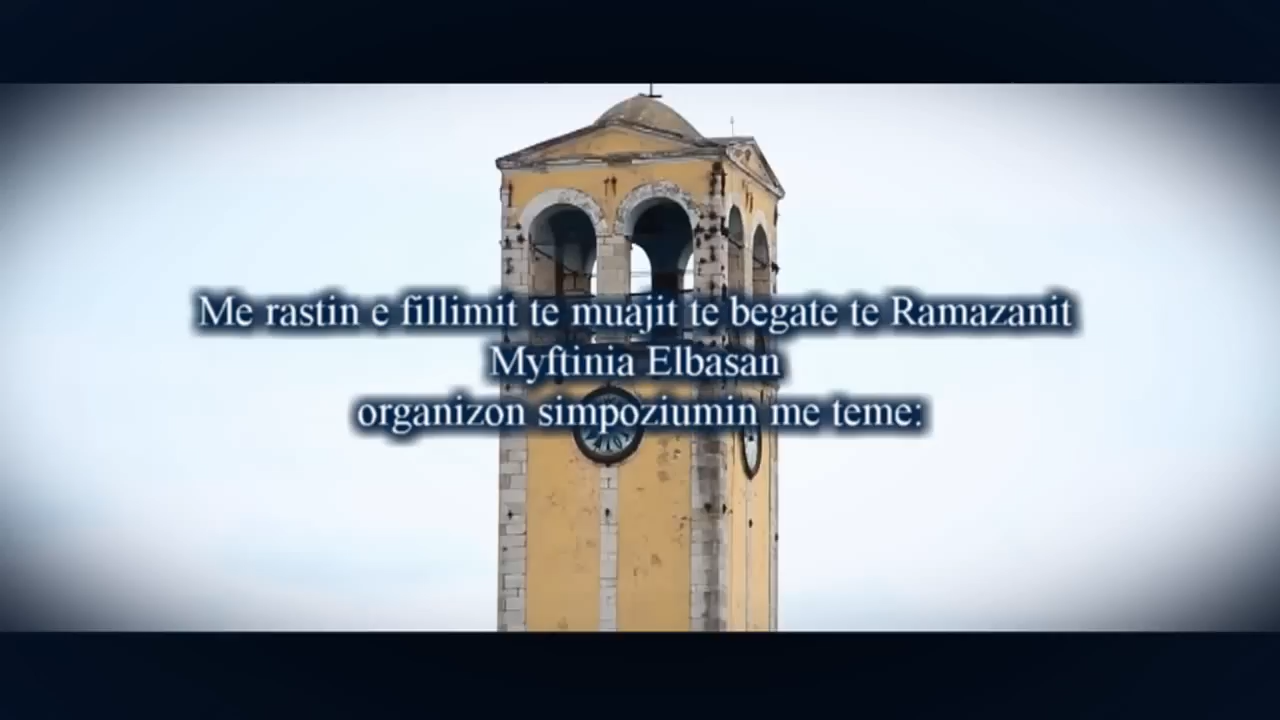 Me rastin e fillimit te muajit te begate te Ramazanit
Myftinia Elbasan
organizon simpoziumin me teme: